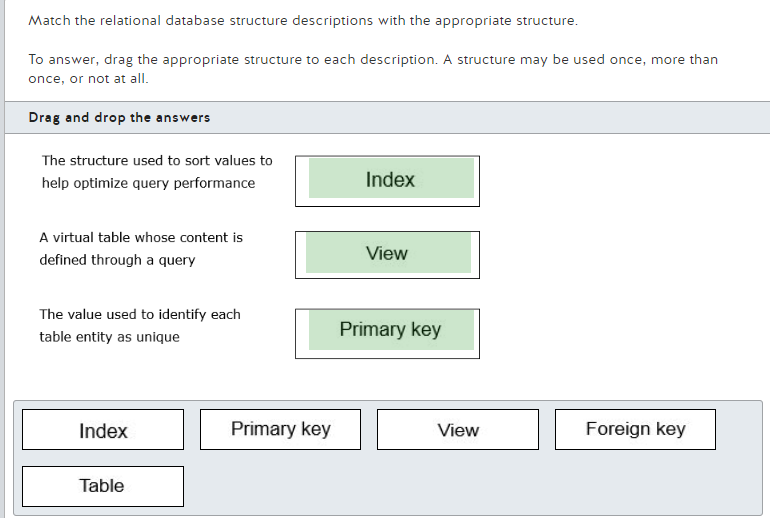 Match the relational database structure descriptions with the appropriate structure.
To answer, drag the appropriate structure to each description. A structure may be used once, more than
once, or not at all.
Drag and drop the answers
The structure used to sort values to
help optimize query performance
Index
A virtual table whose content is
defined through a query
View
The value used to identify each
table entity as unique
Primary key
Index
Primary key
View
Foreign key
Table